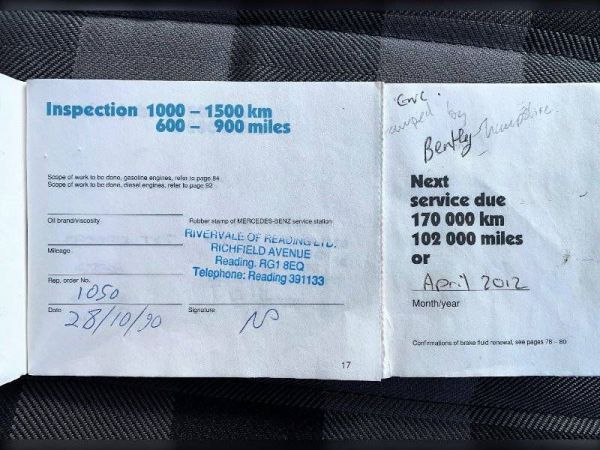 Inspection 1000 – 1500 km
600 – 900 miles
Scope of work to be done, gasoline engines, refer to page 84
Scope of work to be done, diesel engines, refer to page 92
Oil brand/viscosity
Rubber stamp of MERCEDES-BENZ service station
RIVERVALE OF READING LTD.
RICHFIELD AVENUE
Reading. RG1 8EQ
Telephone: Reading 391133
Mileage
Rep. order No.
1050
Date
28/10/90
Signature
17
by
Bently
Next
service due
170 000 km
102 000 miles
or
April 2012
Month/year
Confirmations of brake fluid renewal, see pages 78 – 80